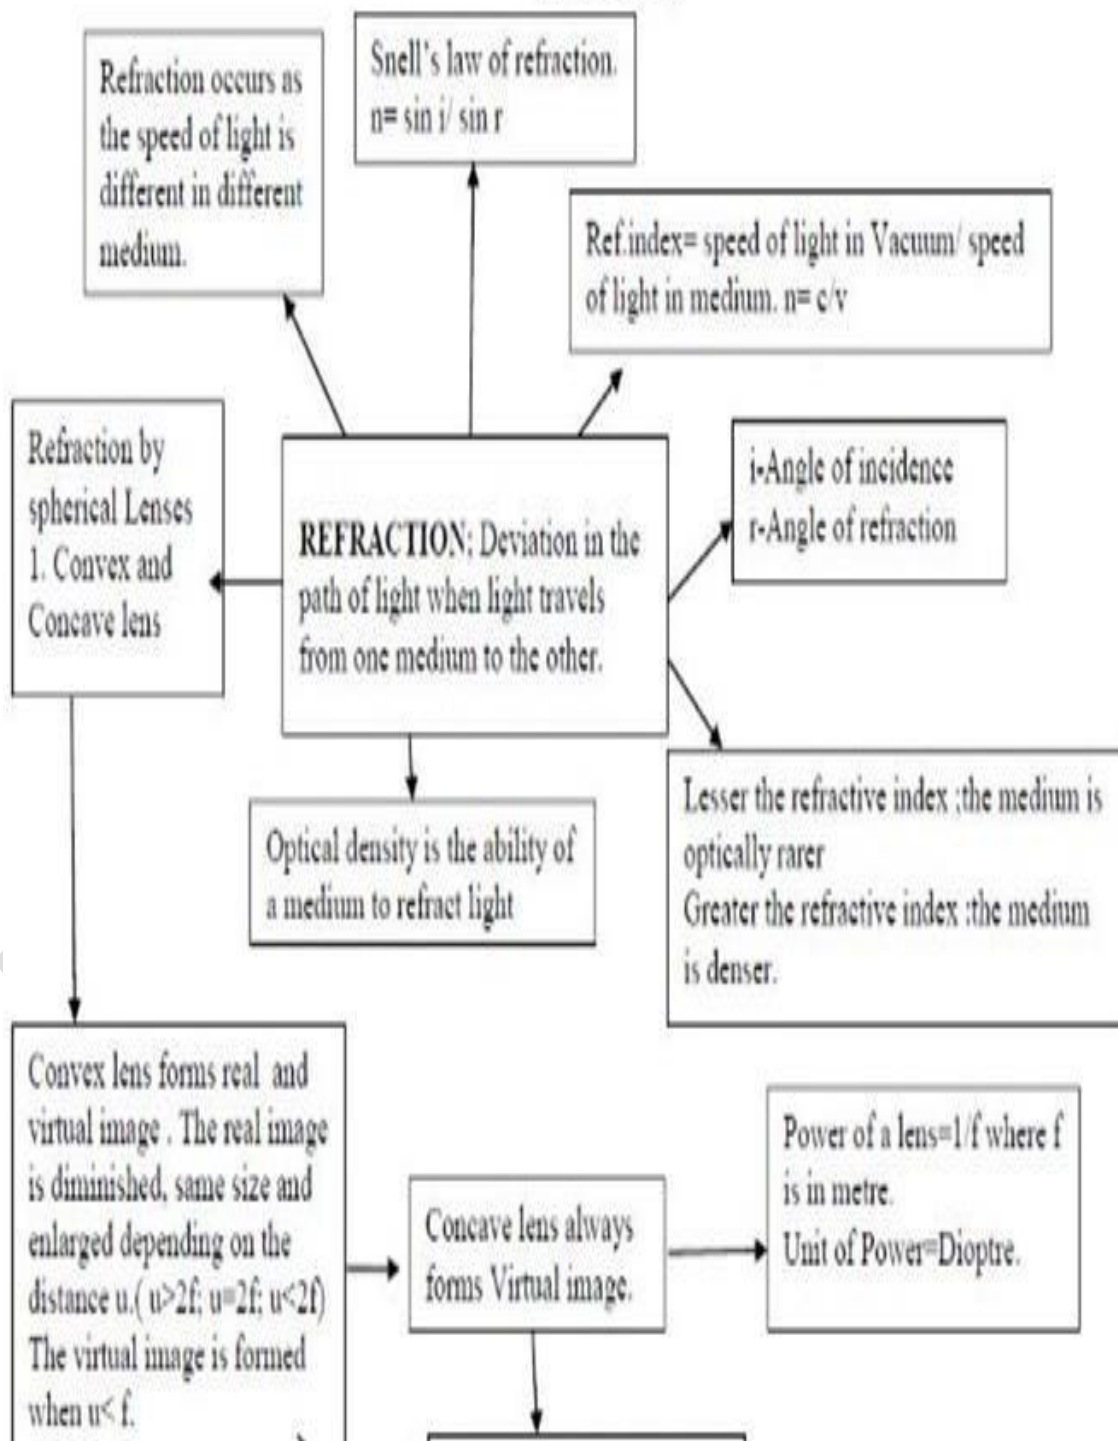 Refraction occurs as
the speed of light is
different in different
medium.
Snell's law of refraction.
n= sin i/ sin r
Ref.index= speed of light in Vacuum/ speed
of light in medium. n= c/v
Refraction by
spherical Lenses
1. Convex and
Concave lens
REFRACTION: Deviation in the
path of light when light travels
from one medium to the other.
i-Angle of incidence
r-Angle of refraction
Optical density is the ability of
a medium to refract light
Lesser the refractive index ;the medium is
optically rarer
Greater the refractive index :the medium
is denser.
Convex lens forms real and
virtual image . The real image
is diminished, same size and
enlarged depending on the
distance u.( u>2f; u=2f; u<2f)
The virtual image is formed
when u< f.
Concave lens always
forms Virtual image.
Power of a lens=1/f where f
is in metre.
Unit of Power=Dioptre.